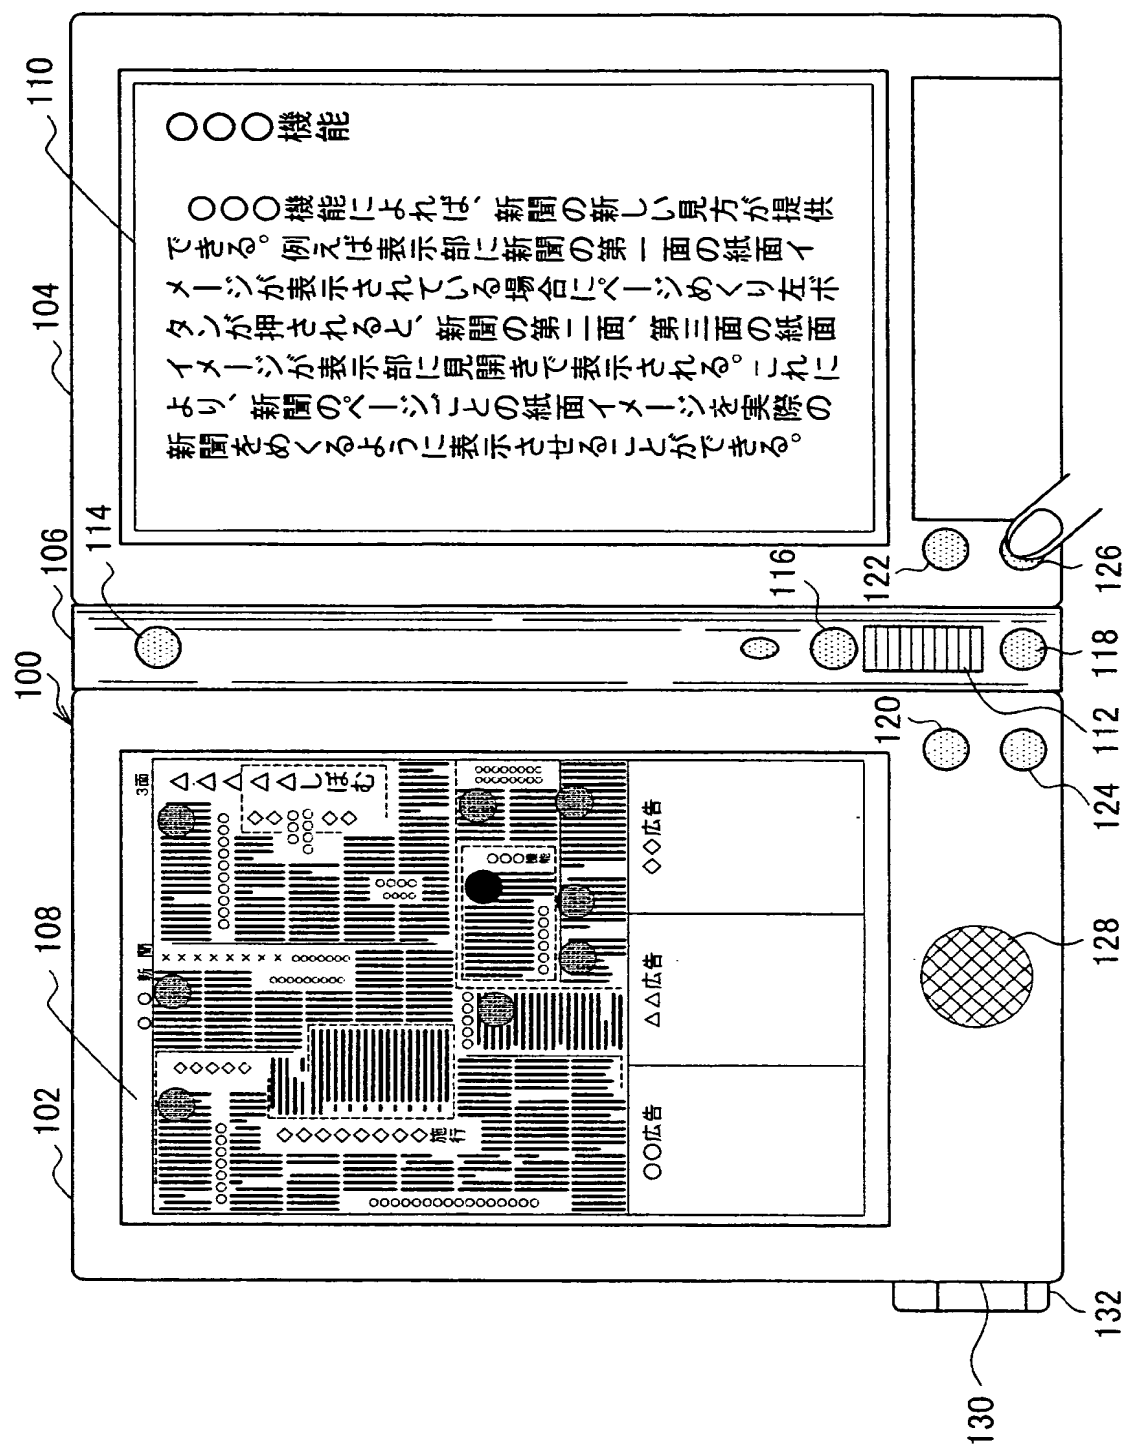 100
102
104
106
108
110
114
116
118
112
120
122
124
126
128
130
132
○○新聞
3面
△△△△△しぼむ
◇◇○○○◇◇
○○○○
○○○○○○○○○○○
××××××××
◇◇◇◇◇
◇◇◇◇◇◇◇◇施行
○○○機能
○○広告
△△広告
◇◇広告
○○○機能
○○○機能によれば、新聞の新しい見方が提供
できる。例えば表示部に新聞の第一面の紙面イ
メージが表示されている場合にページめくり左ボ
タンが押されると、新聞の第二面、第三面の紙面
イメージが表示部に見開きで表示される。これに
より、新聞のページごとの紙面イメージを実際の
新聞をめくるように表示させることができる。